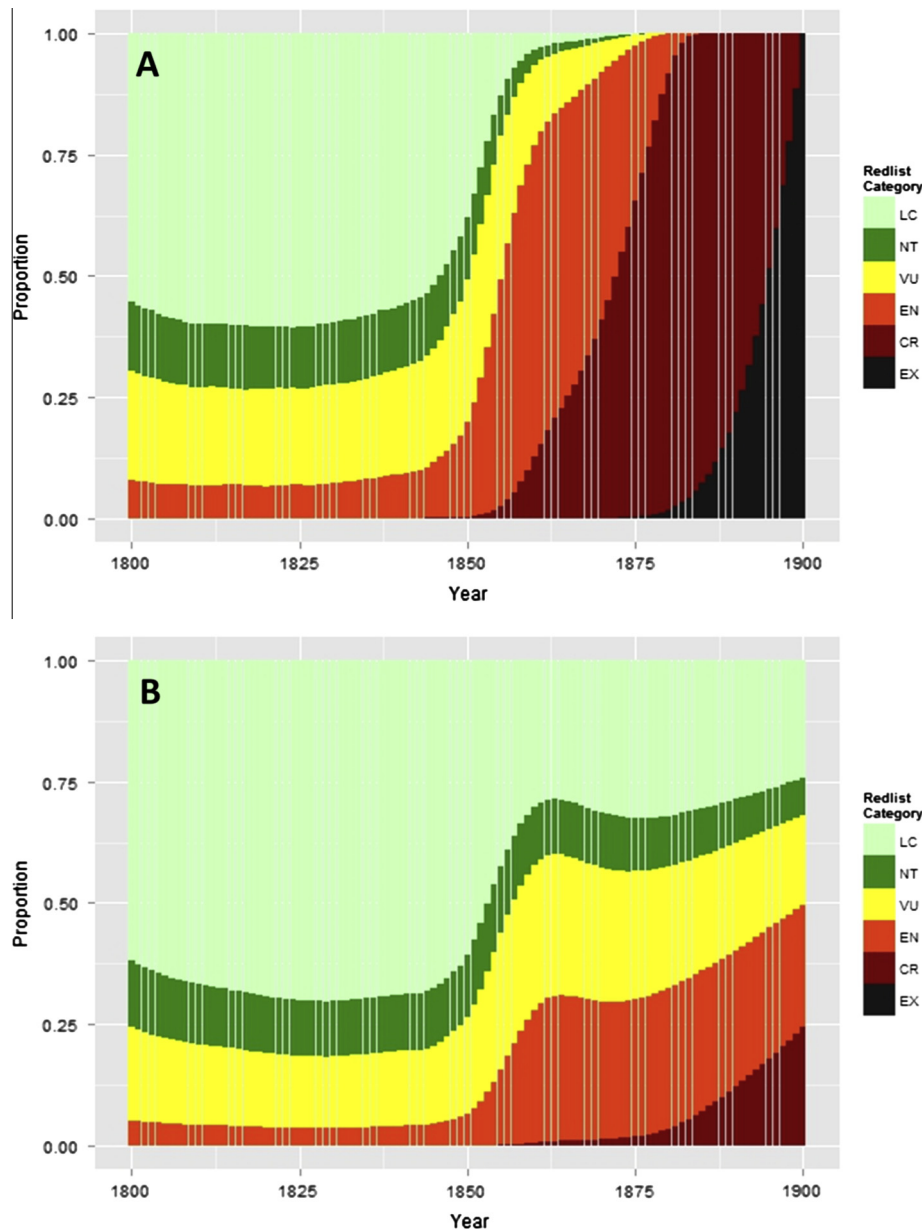 A
1.00
0.75
0.50
0.25
0.00
Proportion
1800
1825
1850
1875
1900
Year
Redlist
Category
LC
NT
VU
EN
CR
EX
B
1.00
0.75
0.50
0.25
0.00
Proportion
1800
1825
1850
1875
1900
Year
Redlist
Category
LC
NT
VU
EN
CR
EX